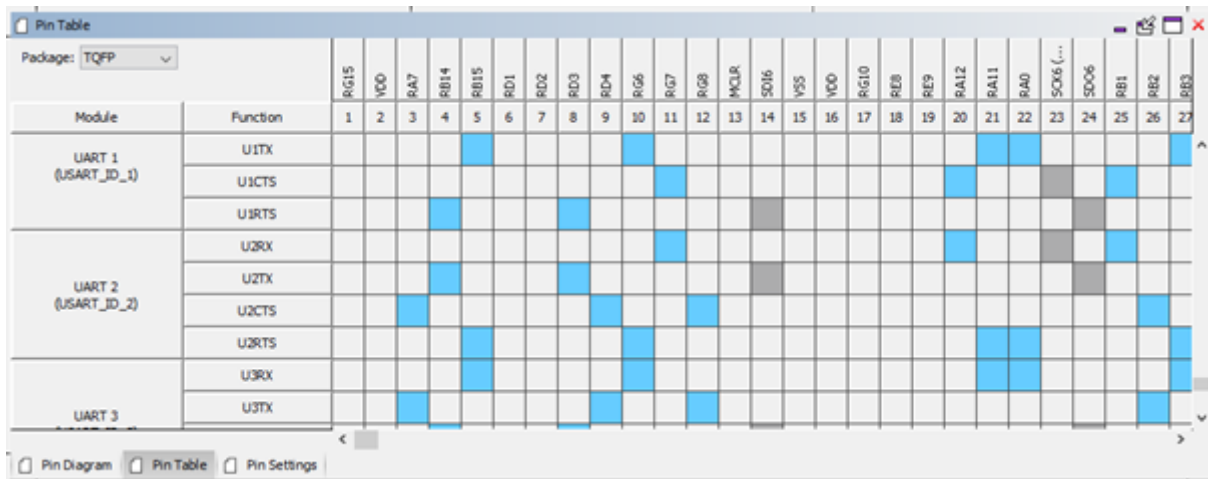 Pin Table
Package: TQFP
RG15 VDD RA7 RB14 RB15 RD1 RD2 RD3 RD4 RG6 RG7 RG8 MCLR SDI6 VSS VDD RG10 RE8 RE9 RA12 RA11 RA0 SCK6 (... SDO6 RB1 RB2 RB3
Module Function 1 2 3 4 5 6 7 8 9 10 11 12 13 14 15 16 17 18 19 20 21 22 23 24 25 26 27
UART 1
(USART_ID_1)
U1TX
U1CTS
U1RTS
UART 2
(USART_ID_2)
U2RX
U2TX
U2CTS
U2RTS
UART 3
U3RX
U3TX
Pin Diagram Pin Table Pin Settings